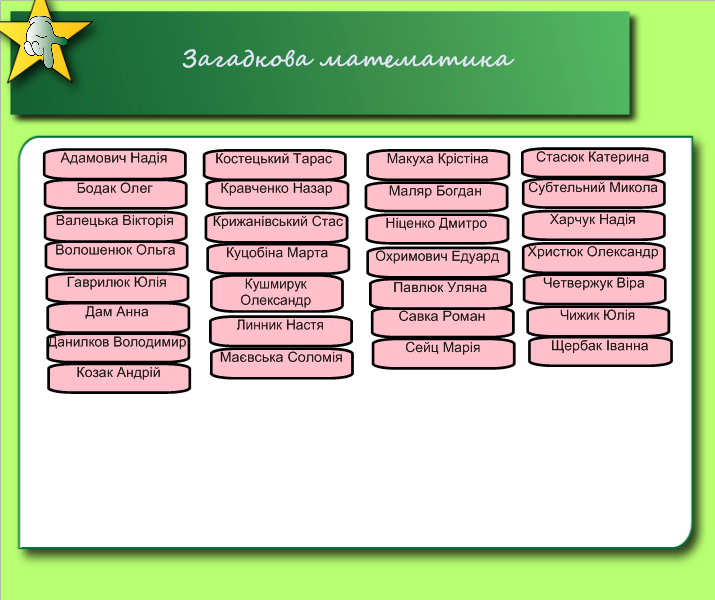 Загадкова математика
Адамович Надія
Бодак Олег
Валецька Вікторія
Волошенюк Ольга
Гаврилюк Юлія
Дам Анна
Данилков Володимир
Козак Андрій
Костецький Тарас
Кравченко Назар
Крижанівський Стас
Куцобіна Марта
Кушмирук
Олександр
Линник Настя
Маєвська Соломія
Макуха Крістіна
Маляр Богдан
Ніценко Дмитро
Охримович Едуард
Павлюк Уляна
Савка Роман
Сейц Марія
Стасюк Катерина
Субтельний Микола
Харчук Надія
Христюк Олександр
Четвержук Віра
Чижик Юлія
Щербак Іванна